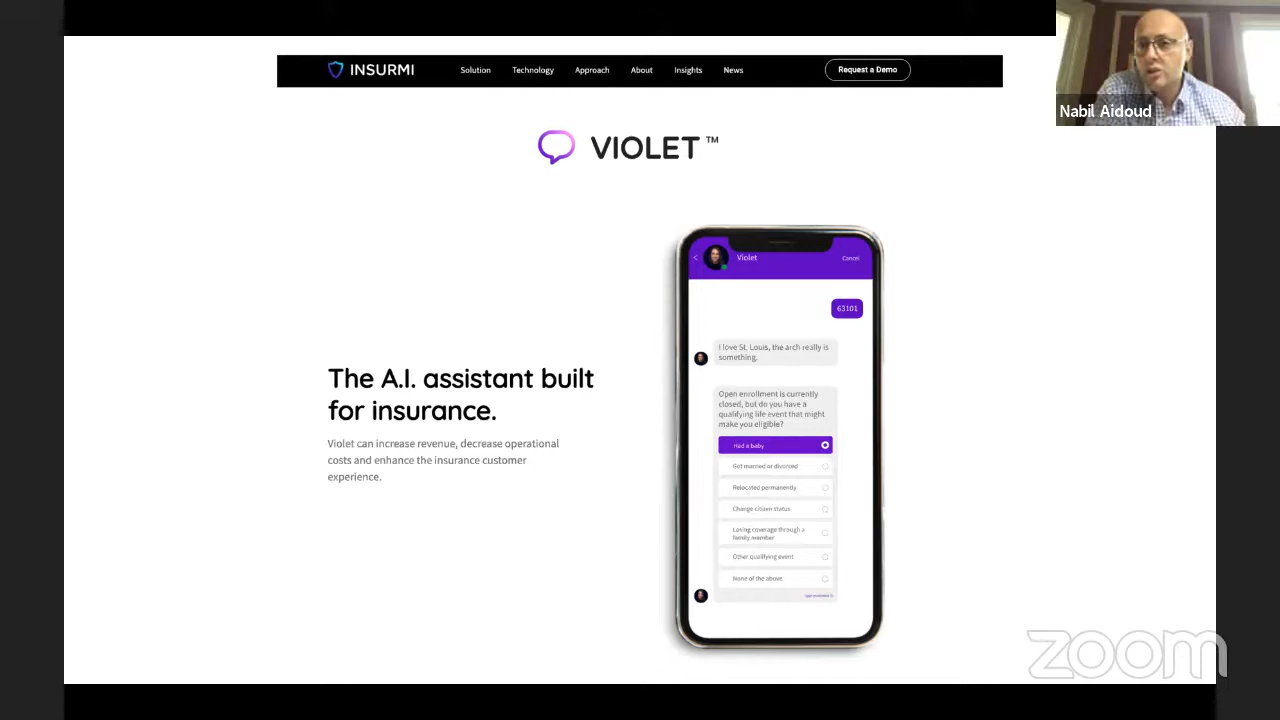 INSURMI
Solution
Technology
Approach
About
Insights
News
Request a Demo
Nabil Aidoud
VIOLET ™
The A.I. assistant built
for insurance.
Violet can increase revenue, decrease operational
costs and enhance the insurance customer
experience.
Violet
Cancel
63101
I love St. Louis, the arch really is
something.
Open enrollment is currently
closed, but do you have a
qualifying life event that might
make you eligible?
Had a baby
Got married or divorced
Relocated permanently
Change citizen status
Losing coverage through a
family member
Other qualifying event
None of the above
zoom